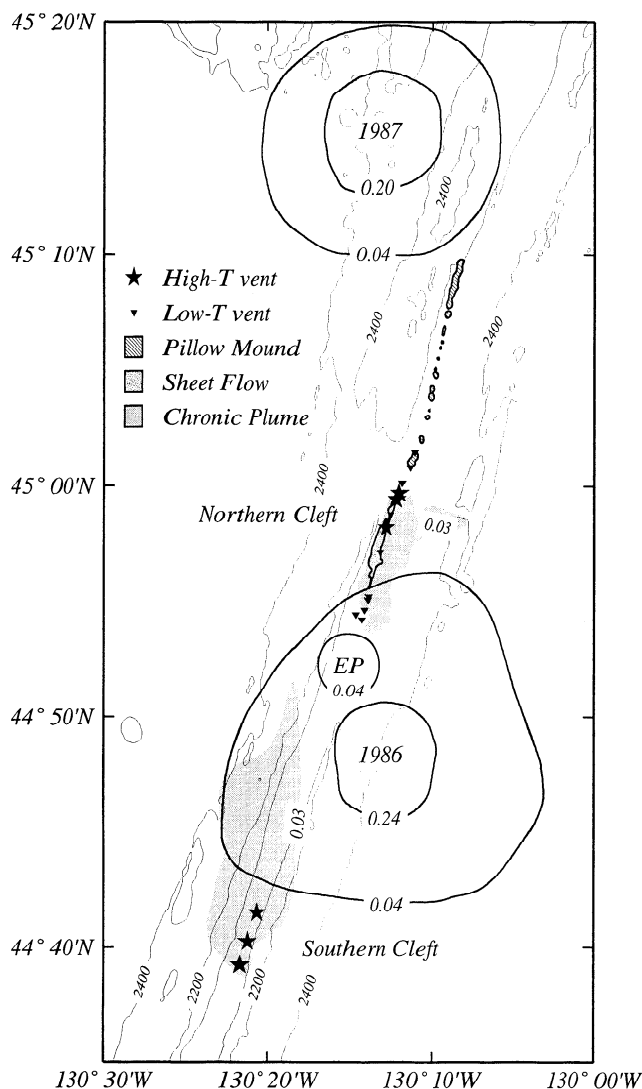 45° 20'N
1987
0.20
2400
0.04
45° 10'N
High-T vent
Low-T vent
Pillow Mound
Sheet Flow
Chronic Plume
2400
2400
2400
45° 00'N
Northern Cleft
0.03
EP
0.04
44° 50'N
1986
0.24
0.03
0.04
44° 40'N
Southern Cleft
2400
2200
2200
2400
130° 30'W
130° 20'W
130° 10'W
130° 00'W